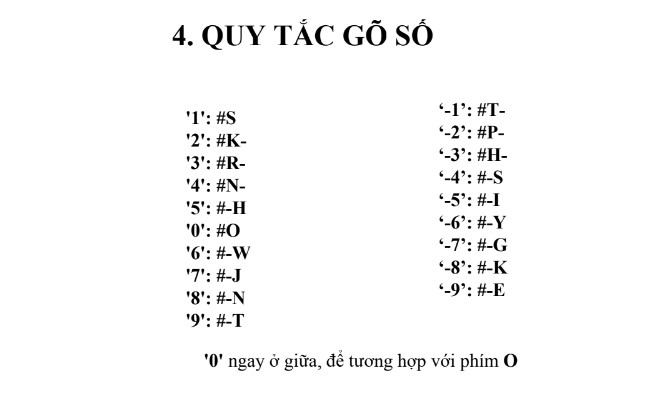 4. QUY TẮC GÕ SỐ
'1': #S
'2': #K-
'3': #R-
'4': #N-
'5': #-H
'0': #O
'6': #-W
'7': #-J
'8': #-N
'9': #-T
‘-1’: #T-
‘-2’: #P-
‘-3’: #H-
‘-4’: #-S
‘-5’: #-I
‘-6’: #-Y
‘-7’: #-G
‘-8’: #-K
‘-9’: #-E
'0' ngay ở giữa, để tương hợp với phím O